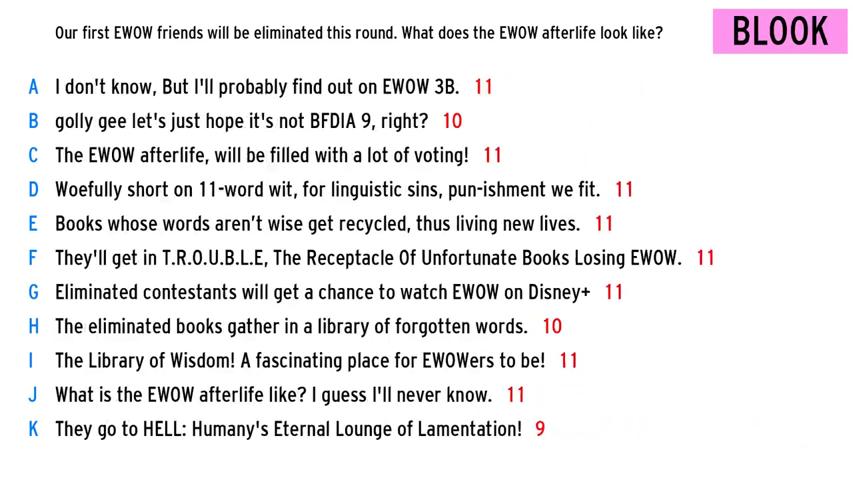 Our first EWOW friends will be eliminated this round. What does the EWOW afterlife look like?
BLOOK
A I don't know, But I'll probably find out on EWOW 3B. 11
B golly gee let's just hope it's not BFDIA 9, right? 10
C The EWOW afterlife, will be filled with a lot of voting! 11
D Woefully short on 11-word wit, for linguistic sins, pun-ishment we fit. 11
E Books whose words aren’t wise get recycled, thus living new lives. 11
F They'll get in T.R.O.U.B.L.E, The Receptacle Of Unfortunate Books Losing EWOW. 11
G Eliminated contestants will get a chance to watch EWOW on Disney+ 11
H The eliminated books gather in a library of forgotten words. 10
I The Library of Wisdom! A fascinating place for EWOWers to be! 11
J What is the EWOW afterlife like? I guess I'll never know. 11
K They go to HELL: Humany's Eternal Lounge of Lamentation! 9